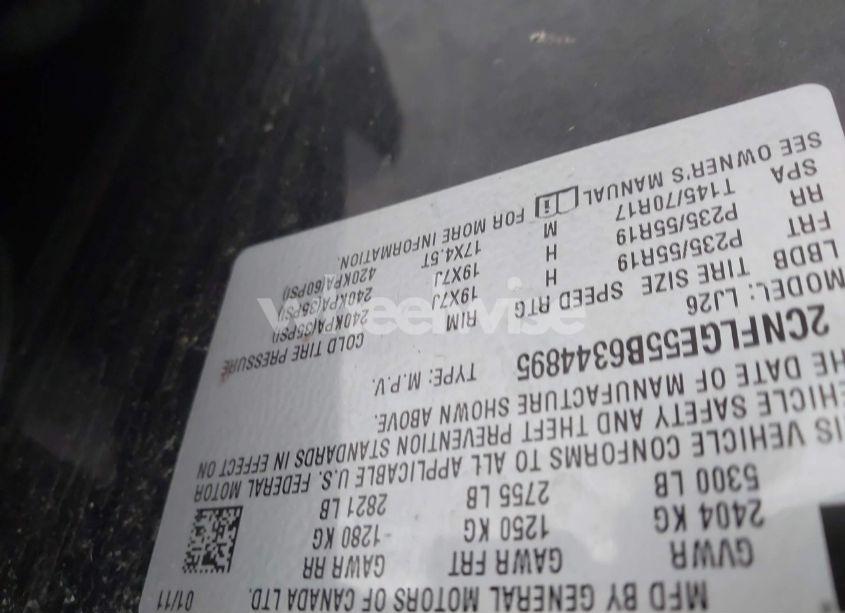 MFD BY GENERAL MOTORS OF CANADA LTD. 01/11
GVWR GAWR FRT GAWR RR
2404 KG 1250 KG 1280 KG
5300 LB 2755 LB 2821 LB
IS VEHICLE CONFORMS TO ALL APPLICABLE U.S. FEDERAL MOTOR
HICLE SAFETY AND THEFT PREVENTION STANDARDS IN EFFECT ON
HE DATE OF MANUFACTURE SHOWN ABOVE.
2CNFLGE55B6344895 TYPE: M.P.V.
MODEL: LJ26
LBDB TIRE SIZE SPEED RTG RIM COLD TIRE PRESSURE
FRT P235/55R19 H 19X7J 240KPA(35PSI)
RR P235/55R19 H 19X7J 240KPA(35PSI)
SPA T145/70R17 M 17X4.5T 420KPA(60PSI)
SEE OWNER'S MANUAL FOR MORE INFORMATION.